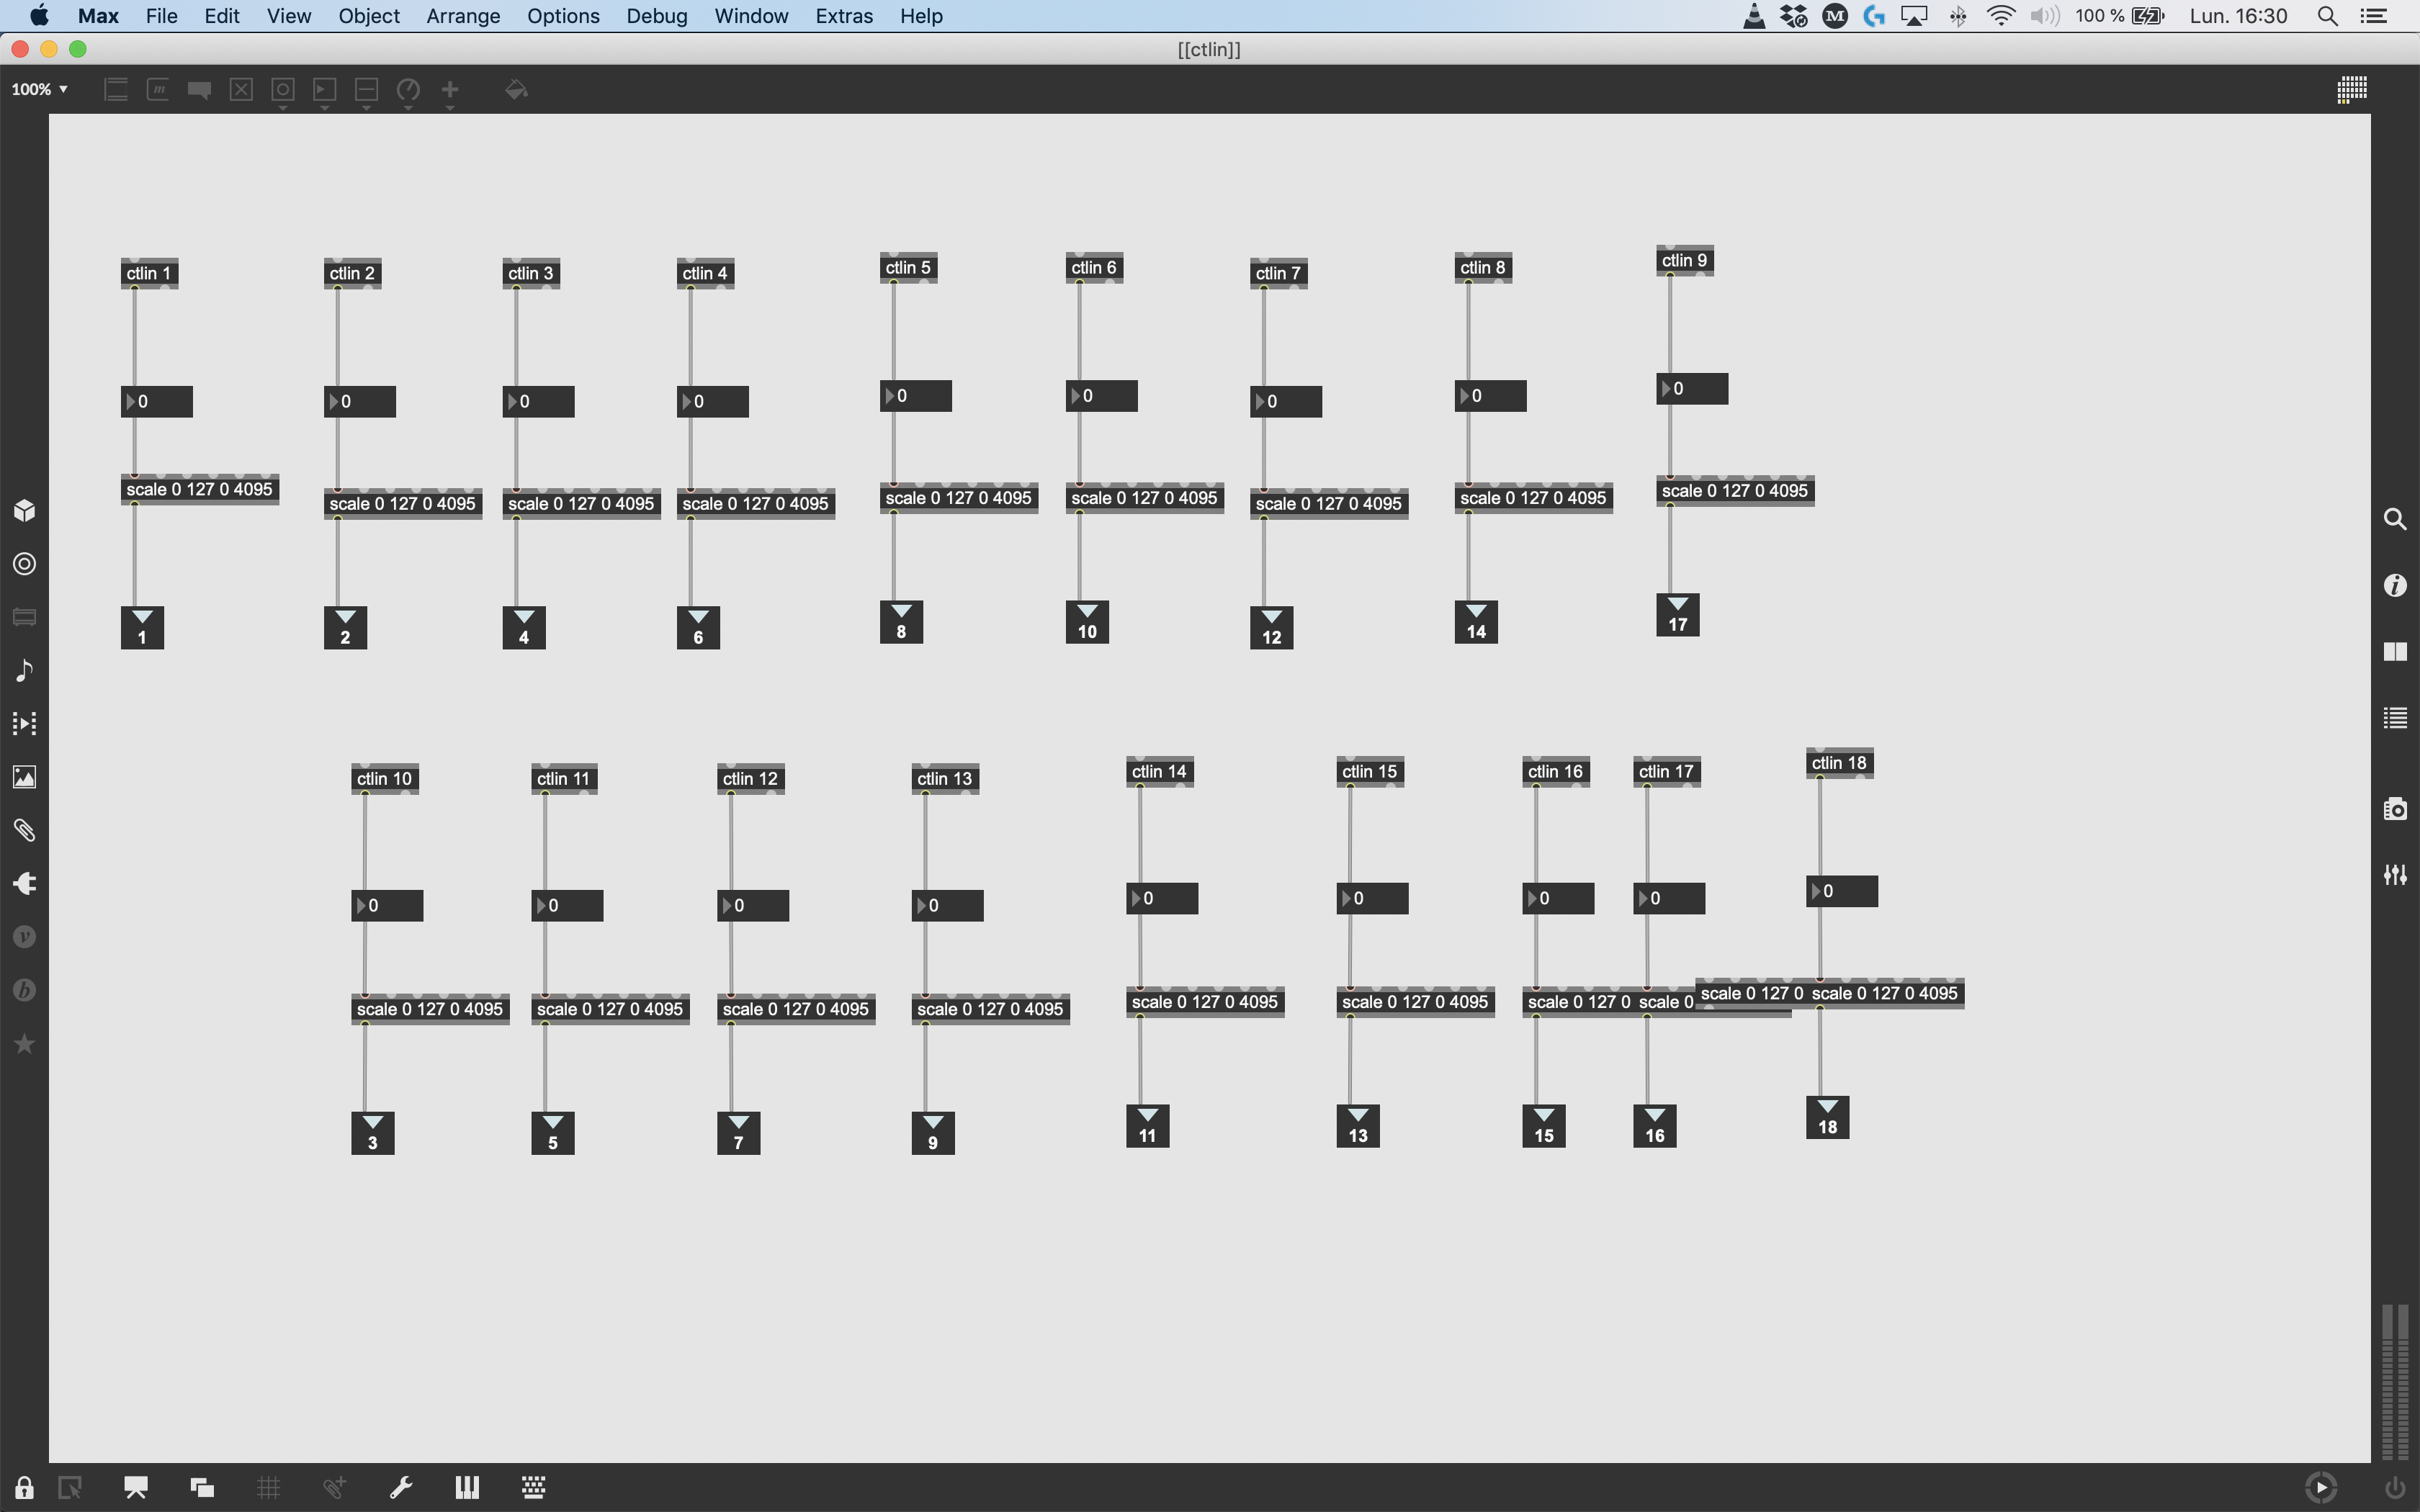 Max File Edit View Object Arrange Options Debug Window Extras Help 100 % Lun. 16:30
[[ctlin]]
100%
ctlin 1 ctlin 2 ctlin 3 ctlin 4 ctlin 5 ctlin 6 ctlin 7 ctlin 8 ctlin 9
0 0 0 0 0 0 0 0 0
scale 0 127 0 4095 scale 0 127 0 4095 scale 0 127 0 4095 scale 0 127 0 4095 scale 0 127 0 4095 scale 0 127 0 4095 scale 0 127 0 4095 scale 0 127 0 4095 scale 0 127 0 4095
1 2 4 6 8 10 12 14 17
ctlin 10 ctlin 11 ctlin 12 ctlin 13 ctlin 14 ctlin 15 ctlin 16 ctlin 17 ctlin 18
0 0 0 0 0 0 0 0 0
scale 0 127 0 4095 scale 0 127 0 4095 scale 0 127 0 4095 scale 0 127 0 4095 scale 0 127 0 4095 scale 0 127 0 4095 scale 0 127 0 scale 0 scale 0 127 0 scale 0 127 0 4095
3 5 7 9 11 13 15 16 18